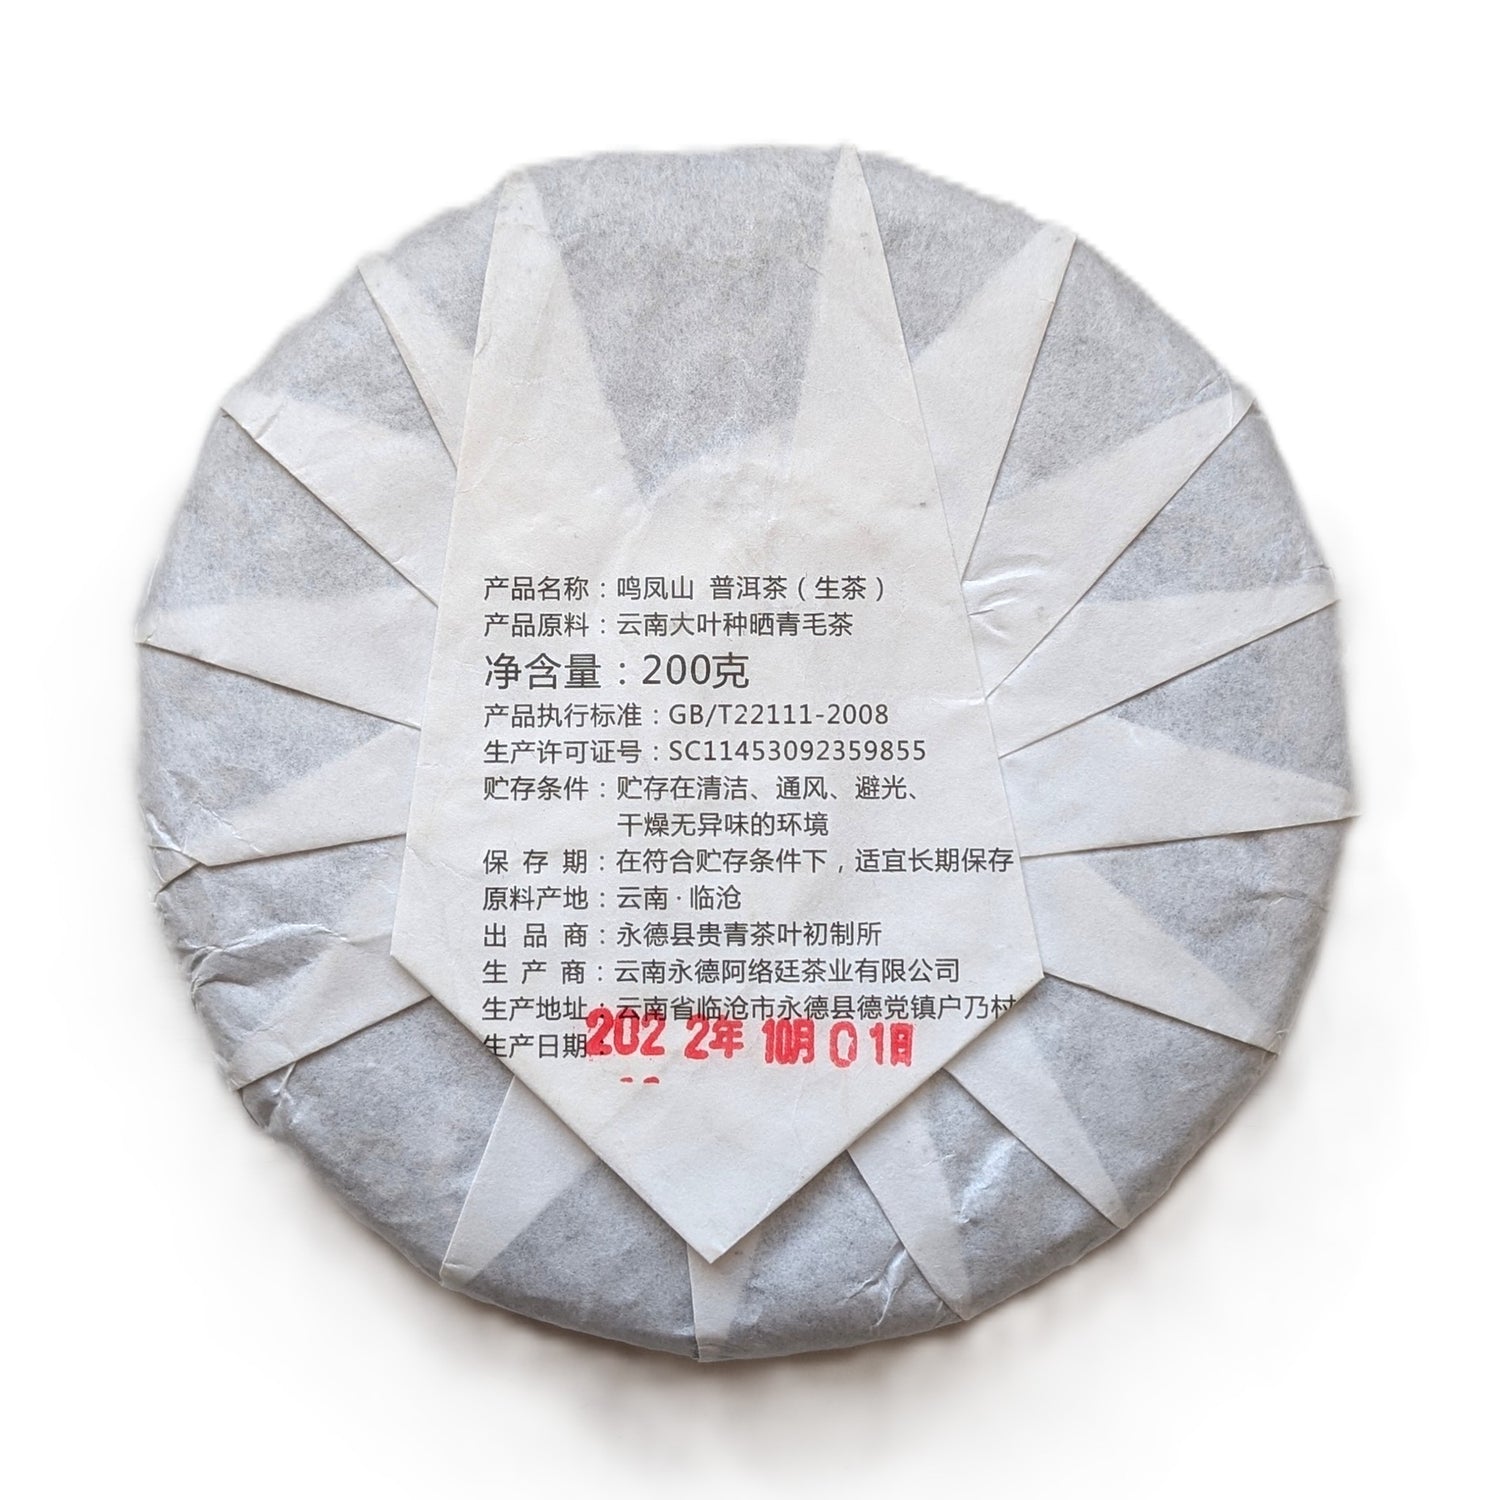 产品名称：鸣凤山 普洱茶（生茶）
产品原料：云南大叶种晒青毛茶
净含量：200克
产品执行标准：GB/T22111-2008
生产许可证号：SC11453092359855
贮存条件：贮存在清洁、通风、避光、
干燥无异味的环境
保 存 期：在符合贮存条件下，适宜长期保存
原料产地：云南·临沧
出 品 商：永德县贵青茶叶初制所
生 产 商：云南永德阿络廷茶业有限公司
生产地址：云南省临沧市永德县德党镇户乃村
生产日期：2022年10月01日